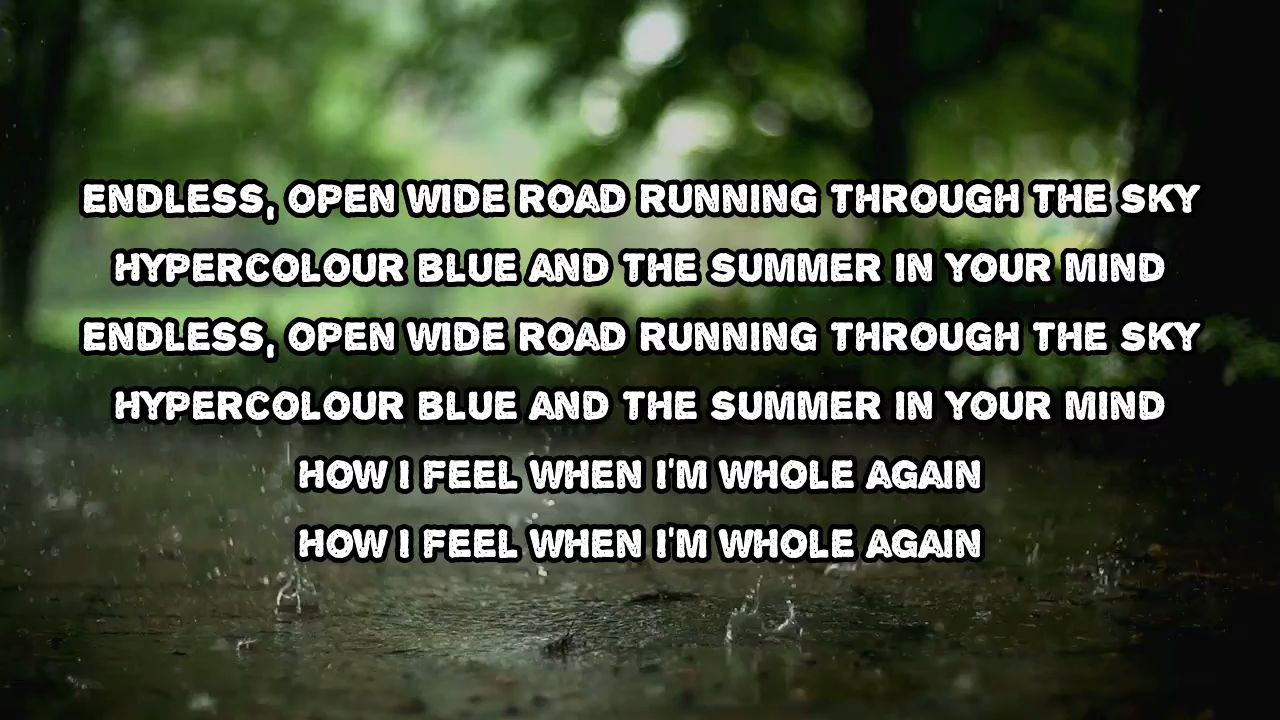 ENDLESS, OPEN WIDE ROAD RUNNING THROUGH THE SKY
HYPERCOLOUR BLUE AND THE SUMMER IN YOUR MIND
ENDLESS, OPEN WIDE ROAD RUNNING THROUGH THE SKY
HYPERCOLOUR BLUE AND THE SUMMER IN YOUR MIND
HOW I FEEL WHEN I'M WHOLE AGAIN
HOW I FEEL WHEN I'M WHOLE AGAIN